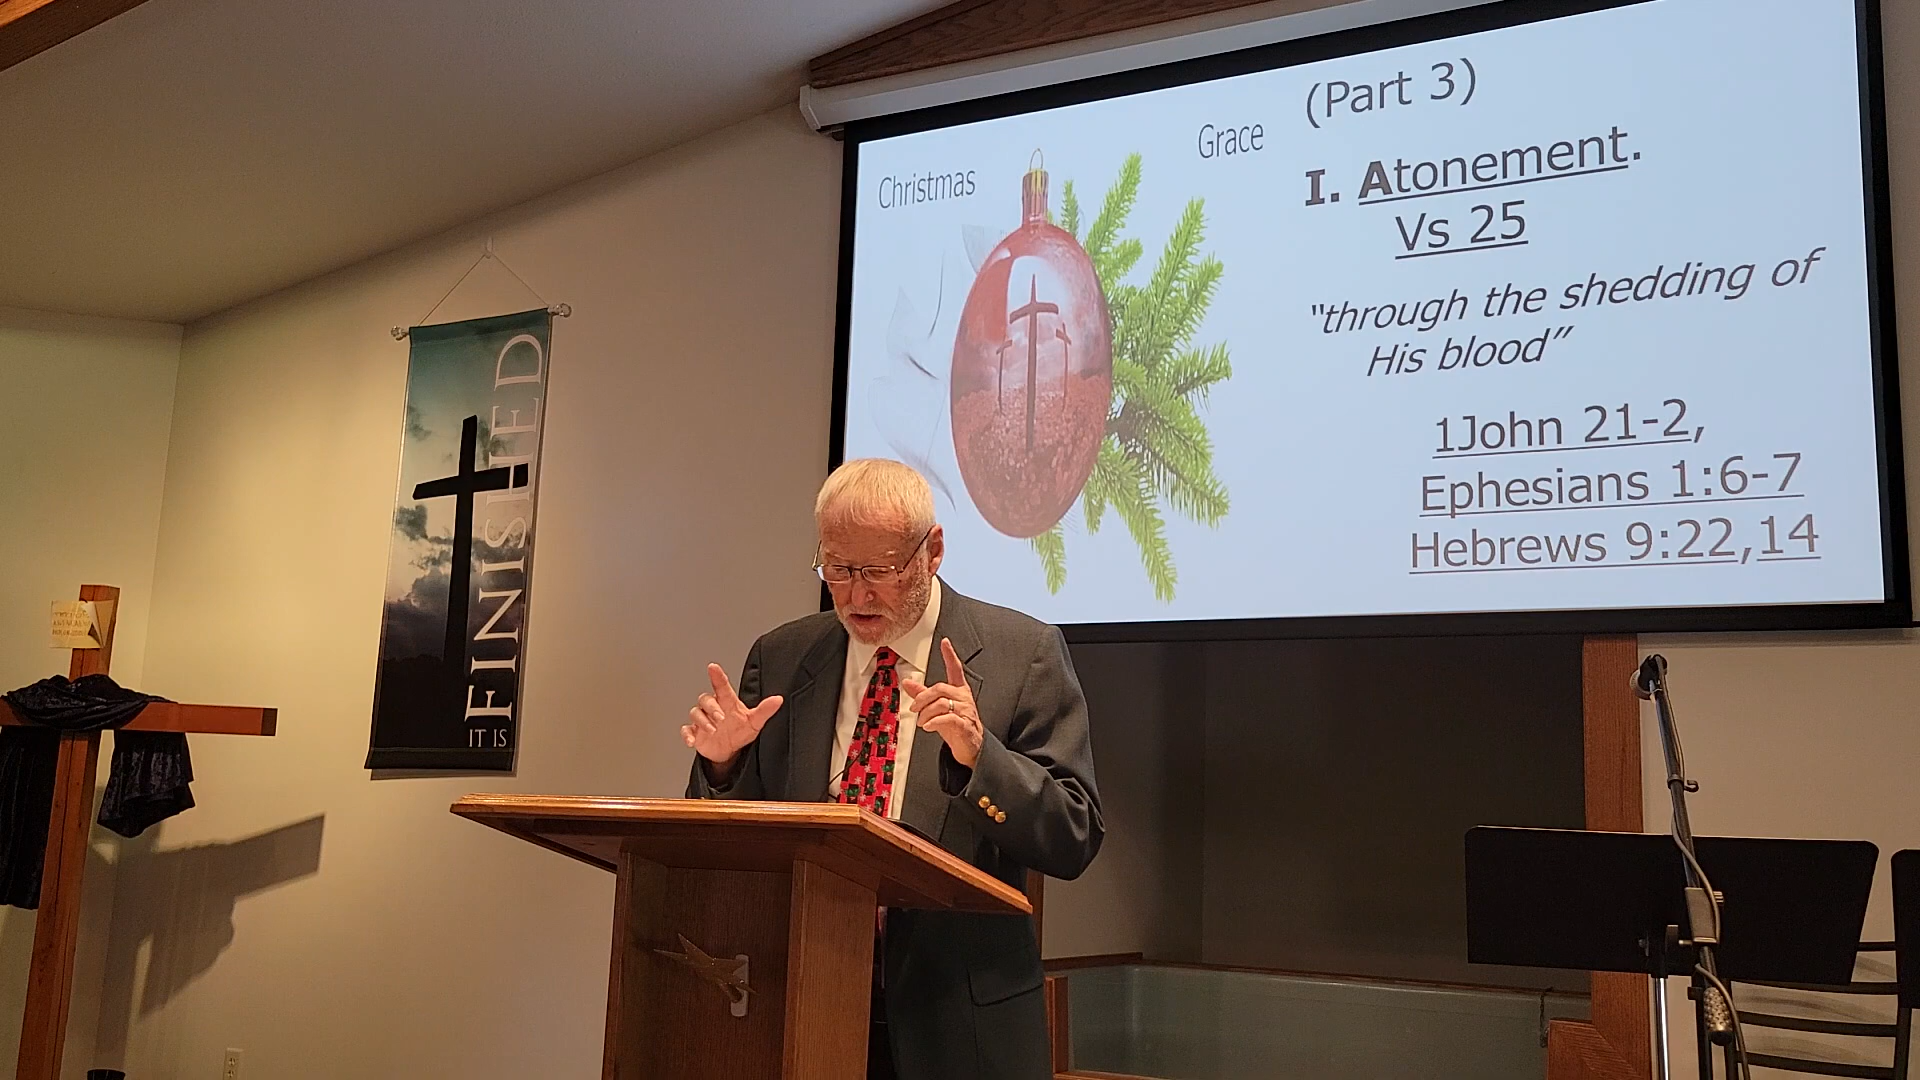 (Part 3)
Christmas
Grace
I. Atonement.
Vs 25
“through the shedding of
His blood”
1John 21-2,
Ephesians 1:6-7
Hebrews 9:22,14
IT IS
FINISHED